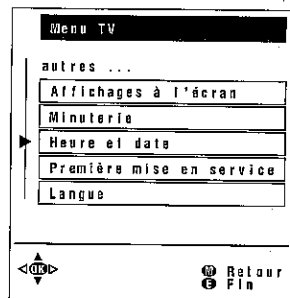 Menu TV
autres ...
Affichages à l'écran
Minuterie
Heure et date
Première mise en service
Langue
OK
M Retour
E Fin